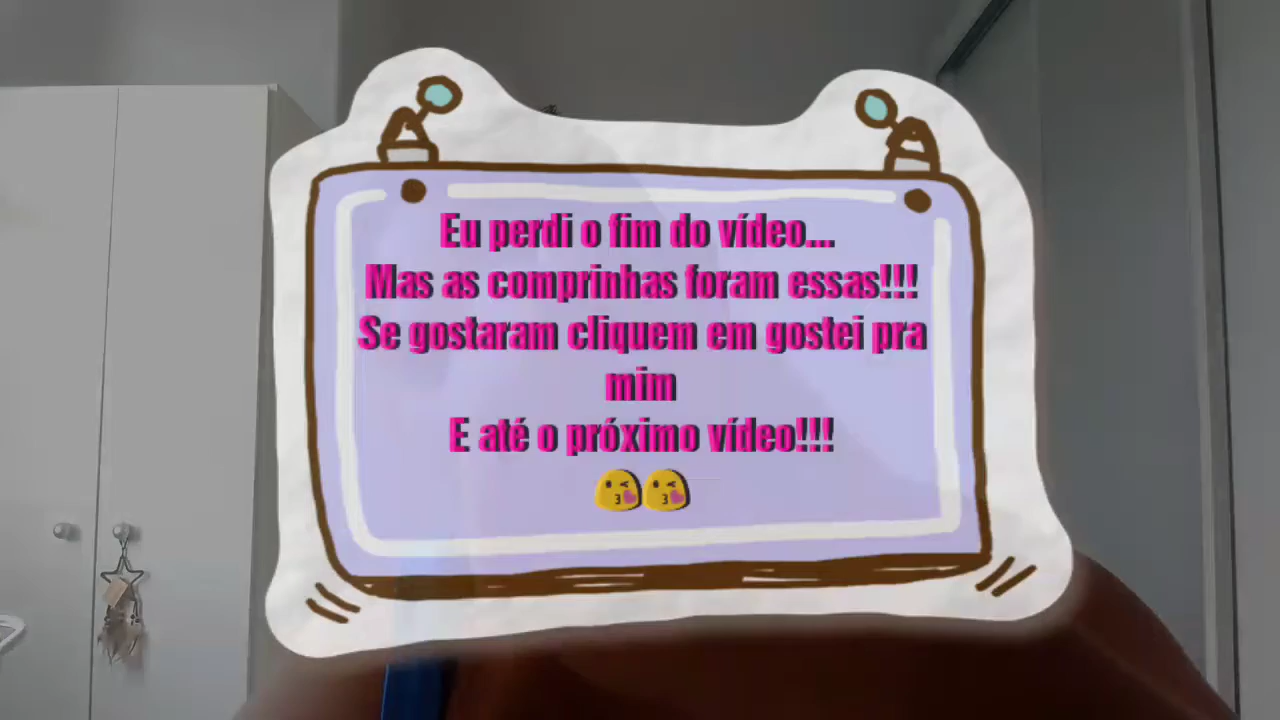 Eu perdi o fim do vídeo...
Mas as comprinhas foram essas!!!
Se gostaram cliquem em gostei pra
mim
E até o próximo vídeo!!!
😘😘